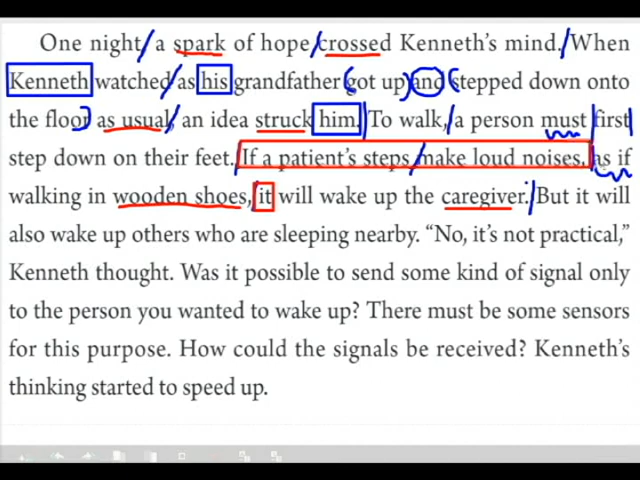 One night a spark of hope crossed Kenneth's mind. When
Kenneth watched as his grandfather got up and stepped down onto
the floor as usual, an idea struck him. To walk, a person must first
step down on their feet. If a patient's steps make loud noises, as if
walking in wooden shoes, it will wake up the caregiver. But it will
also wake up others who are sleeping nearby. “No, it's not practical,”
Kenneth thought. Was it possible to send some kind of signal only
to the person you wanted to wake up? There must be some sensors
for this purpose. How could the signals be received? Kenneth's
thinking started to speed up.